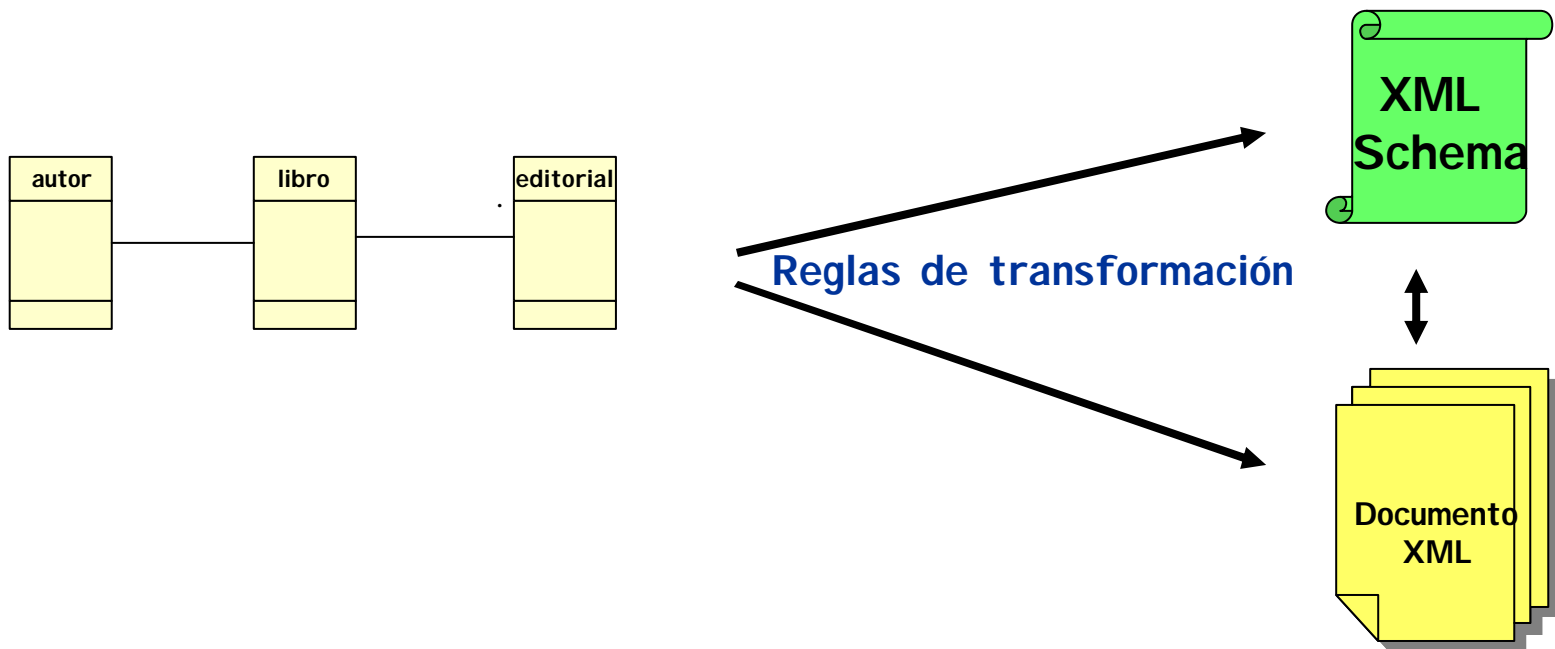 autor
libro
editorial
.
Reglas de transformación
XML
Schema
Documento
XML